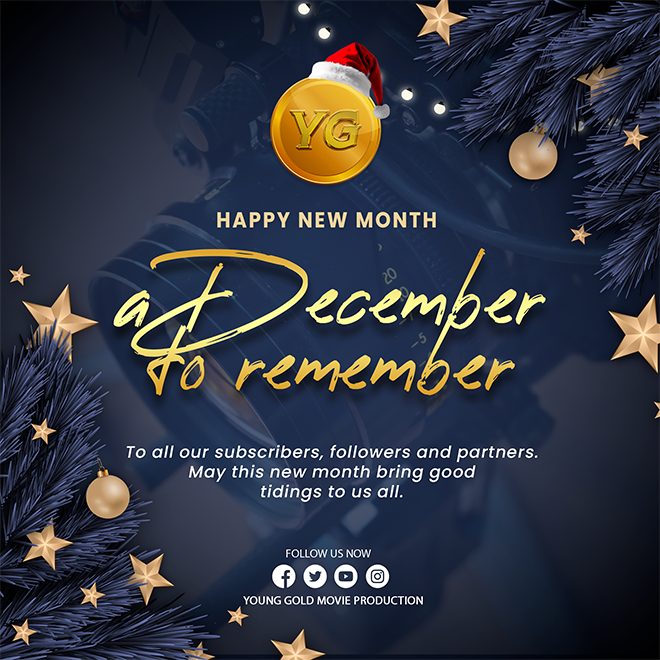 YG
HAPPY NEW MONTH
a December
to remember
To all our subscribers, followers and partners.
May this new month bring good
tidings to us all.
FOLLOW US NOW
YOUNG GOLD MOVIE PRODUCTION